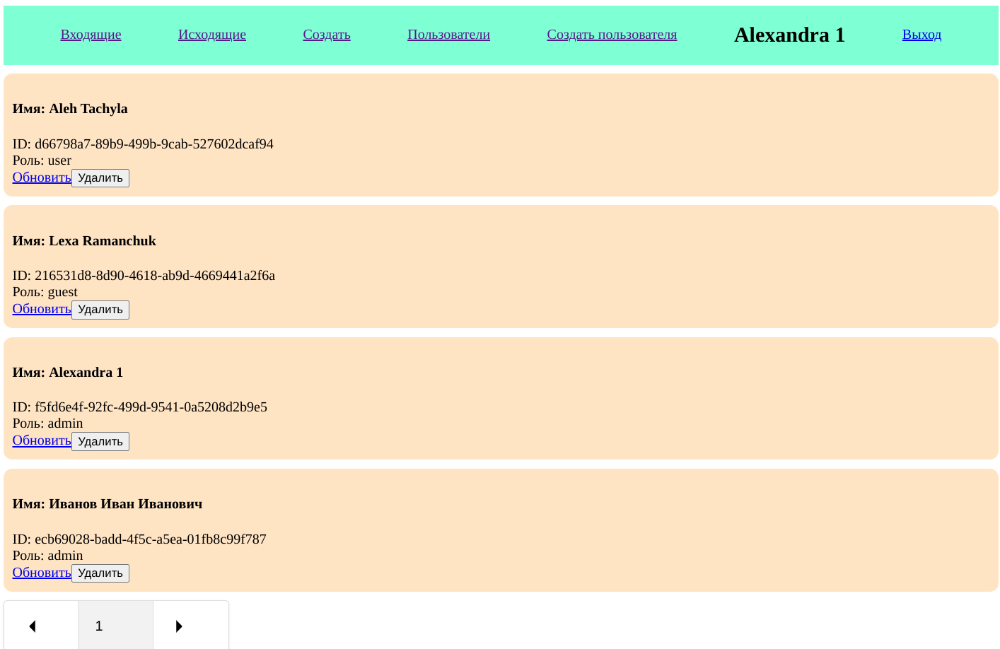 Входящие Исходящие Создать Пользователи Создать пользователя Alexandra 1 Выход
Имя: Aleh Tachyla
ID: d66798a7-89b9-499b-9cab-527602dcaf94
Роль: user
Обновить Удалить
Имя: Lexa Ramanchuk
ID: 216531d8-8d90-4618-ab9d-4669441a2f6a
Роль: guest
Обновить Удалить
Имя: Alexandra 1
ID: f5fd6e4f-92fc-499d-9541-0a5208d2b9e5
Роль: admin
Обновить Удалить
Имя: Иванов Иван Иванович
ID: ecb69028-badd-4f5c-a5ea-01fb8c99f787
Роль: admin
Обновить Удалить
1